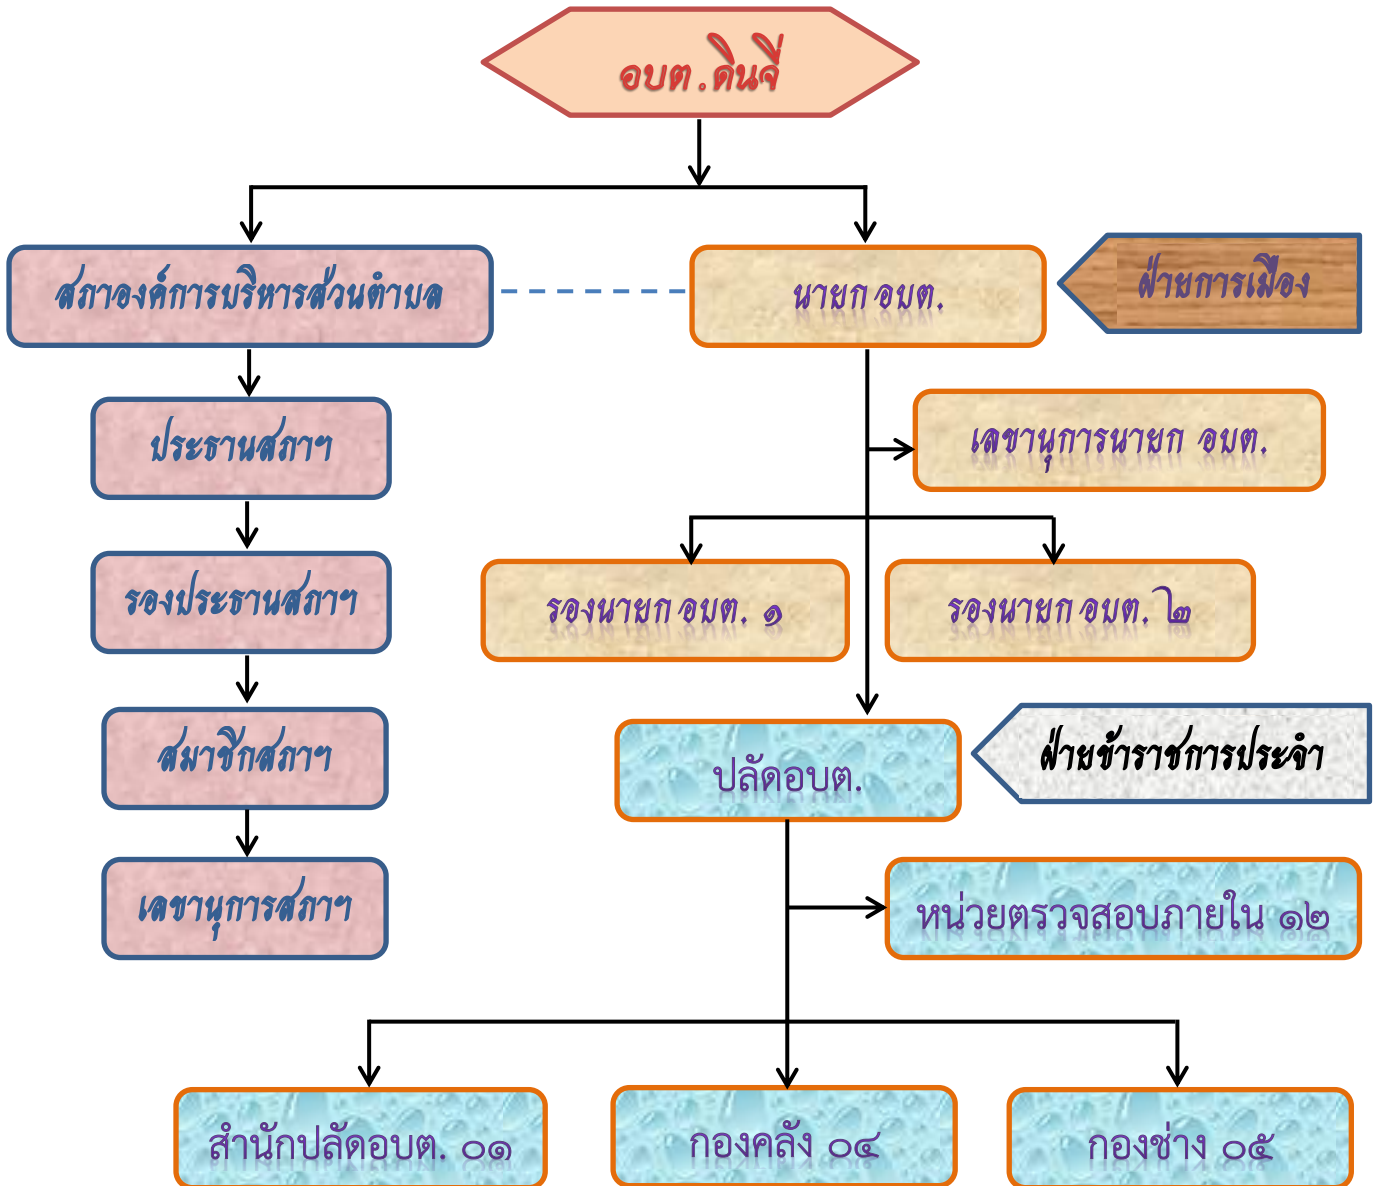 อบต.ดินจี่
สภาองค์การบริหารส้วนตำบล
นายก อบต.
ฝ่ายการเมือง
ประธานสภาฯ
เลขานุการนายก อบต.
รองประธานสภาฯ
รองนายก อบต. ๑
รองนายก อบต. ๒
สมาชิกสภาฯ
ปลัดอบต.
ฝ่ายข้าราชการประจำ
เลขานุการสภาฯ
หน่วยตรวจสอบภายใน ๑๒
สำนักปลัดอบต. ๐๑
กองคลัง ๐๔
กองช่าง ๐๕